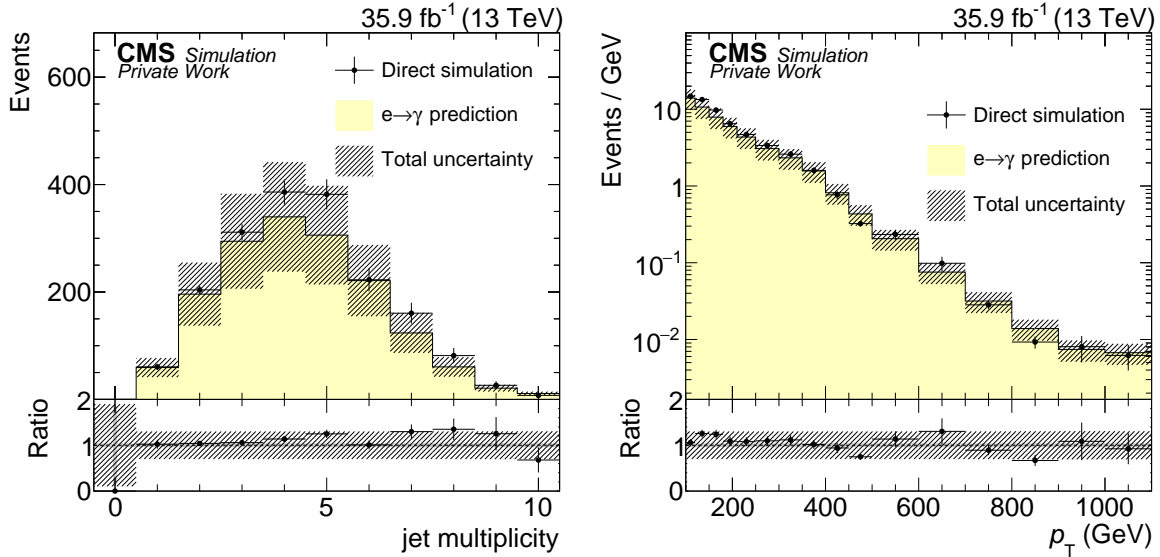 35.9 fb⁻¹ (13 TeV)
CMS Simulation
Private Work
Direct simulation
e→γ prediction
Total uncertainty
Events
600
400
200
2
1
0
Ratio
0 5 10
jet multiplicity
35.9 fb⁻¹ (13 TeV)
CMS Simulation
Private Work
Direct simulation
e→γ prediction
Total uncertainty
Events / GeV
10
1
10⁻¹
10⁻²
2
1
0
Ratio
200 400 600 800 1000
p_T (GeV)